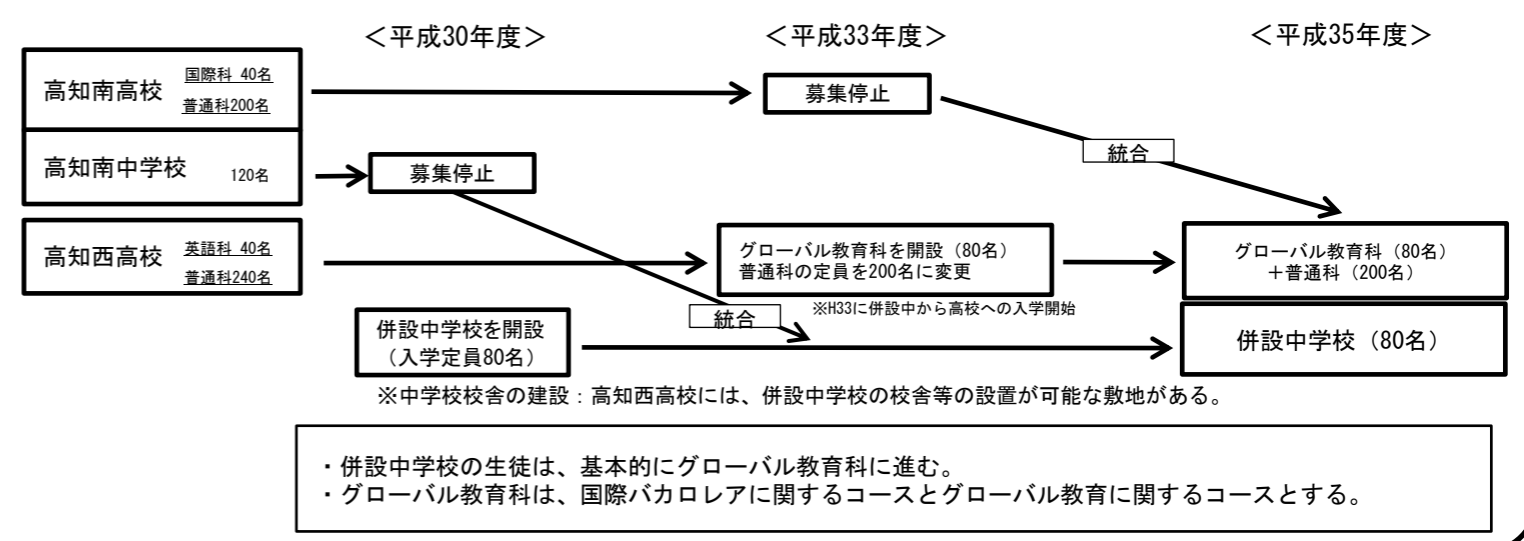 ＜平成30年度＞
＜平成33年度＞
＜平成35年度＞
高知南高校
国際科 40名
普通科200名
募集停止
統合
高知南中学校
120名
募集停止
高知西高校
英語科 40名
普通科240名
グローバル教育科を開設（80名）
普通科の定員を200名に変更
グローバル教育科（80名）
＋普通科（200名）
※H33に併設中から高校への入学開始
統合
併設中学校を開設
（入学定員80名）
併設中学校（80名）
※中学校校舎の建設：高知西高校には、併設中学校の校舎等の設置が可能な敷地がある。
・併設中学校の生徒は、基本的にグローバル教育科に進む。
・グローバル教育科は、国際バカロレアに関するコースとグローバル教育に関するコースとする。